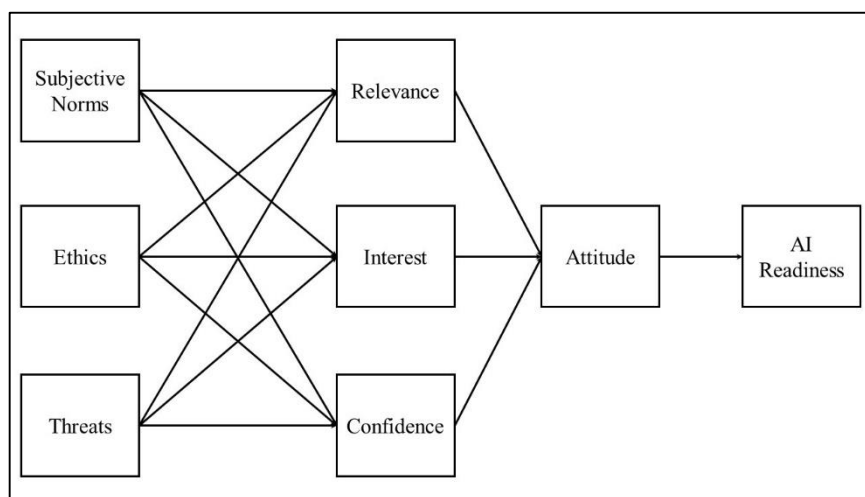 Subjective
Norms
Relevance
Ethics
Interest
Attitude
AI
Readiness
Threats
Confidence